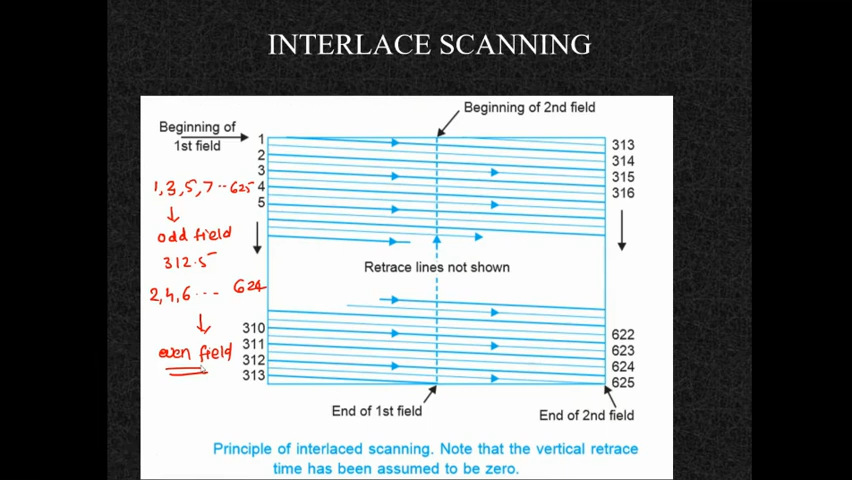 INTERLACE SCANNING
Beginning of 2nd field
Beginning of
1st field
1
2
3
4
5
313
314
315
316
1, 3, 5, 7 -- 625
odd field
312.5
2, 4, 6 --- 624
even field
Retrace lines not shown
310
311
312
313
622
623
624
625
End of 1st field
End of 2nd field
Principle of interlaced scanning. Note that the vertical retrace
time has been assumed to be zero.